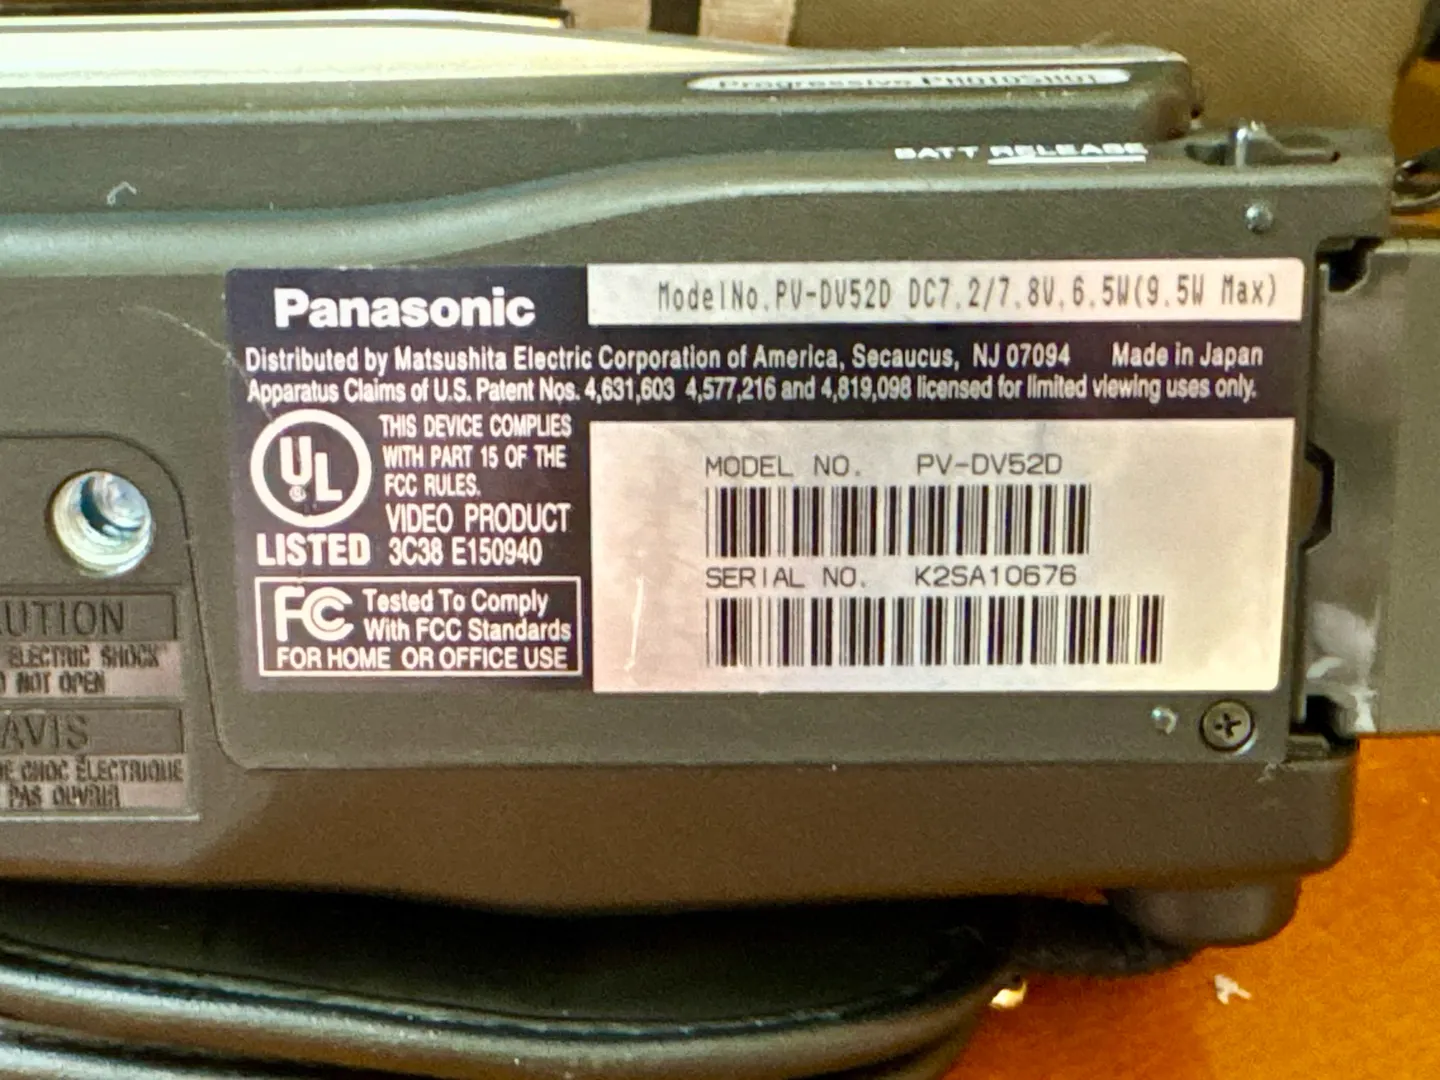 Progressive PHOTOSHOT
BATT RELEASE
Panasonic
ModelNo.PV-DV52D DC7.2/7.8V,6.5W(9.5W Max)
Distributed by Matsushita Electric Corporation of America, Secaucus, NJ 07094 Made in Japan
Apparatus Claims of U.S. Patent Nos. 4,631,603 4,577,216 and 4,819,098 licensed for limited viewing uses only.
UL
®
LISTED
THIS DEVICE COMPLIES
WITH PART 15 OF THE
FCC RULES.
VIDEO PRODUCT
3C38 E150940
FC
Tested To Comply
With FCC Standards
FOR HOME OR OFFICE USE
MODEL NO. PV-DV52D
SERIAL NO. K2SA10676
UTION
ELECTRIC SHOCK
NOT OPEN
AVIS
CHOC ÉLECTRIQUE
PAS OUVRIR